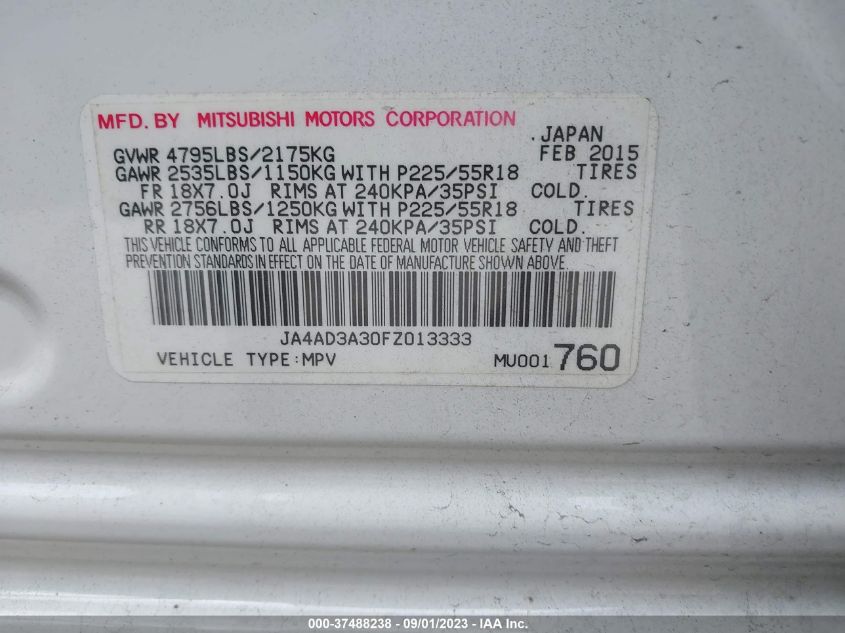 MFD. BY MITSUBISHI MOTORS CORPORATION
.JAPAN
GVWR 4795LBS/2175KG FEB 2015
GAWR 2535LBS/1150KG WITH P225/55R18 TIRES
FR 18X7.0J RIMS AT 240KPA/35PSI COLD.
GAWR 2756LBS/1250KG WITH P225/55R18 TIRES
RR 18X7.0J RIMS AT 240KPA/35PSI COLD.
THIS VEHICLE CONFORMS TO ALL APPLICABLE FEDERAL MOTOR VEHICLE SAFETY AND THEFT
PREVENTION STANDARDS IN EFFECT ON THE DATE OF MANUFACTURE SHOWN ABOVE.
JA4AD3A30FZ013333
VEHICLE TYPE:MPV MU001 760
000-37488238 - 09/01/2023 - IAA Inc.